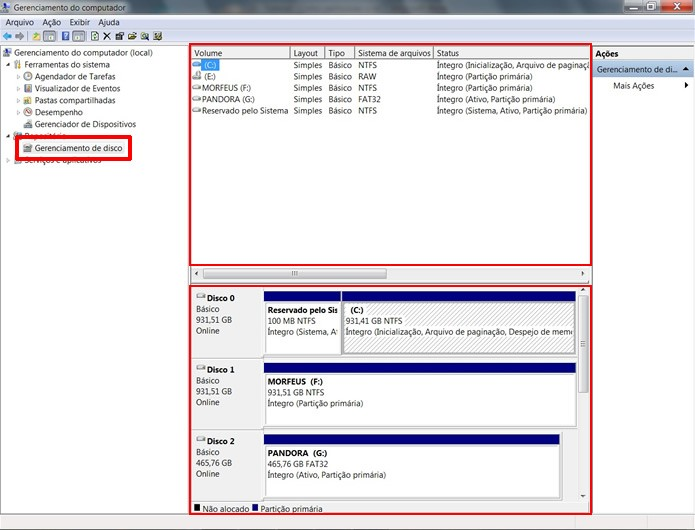 Gerenciamento do computador
Arquivo Ação Exibir Ajuda
Gerenciamento do computador (local)
Ferramentas do sistema
Agendador de Tarefas
Visualizador de Eventos
Pastas compartilhadas
Desempenho
Gerenciador de Dispositivos
Repositório
Gerenciamento de disco
Serviços e aplicativos
Volume Layout Tipo Sistema de arquivos Status
(C:) Simples Básico NTFS Íntegro (Inicialização, Arquivo de paginaç
(E:) Simples Básico RAW Íntegro (Partição primária)
MORFEUS (F:) Simples Básico NTFS Íntegro (Partição primária)
PANDORA (G:) Simples Básico FAT32 Íntegro (Ativo, Partição primária)
Reservado pelo Sistema Simples Básico NTFS Íntegro (Sistema, Ativo, Partição primária)
Ações
Gerenciamento de di...
Mais Ações
Disco 0
Básico
931,51 GB
Online
Reservado pelo Sis
100 MB NTFS
Íntegro (Sistema, A
(C:)
931,41 GB NTFS
Íntegro (Inicialização, Arquivo de paginação, Despejo de mem
Disco 1
Básico
931,51 GB
Online
MORFEUS (F:)
931,51 GB NTFS
Íntegro (Partição primária)
Disco 2
Básico
465,76 GB
Online
PANDORA (G:)
465,76 GB FAT32
Íntegro (Ativo, Partição primária)
Não alocado Partição primária